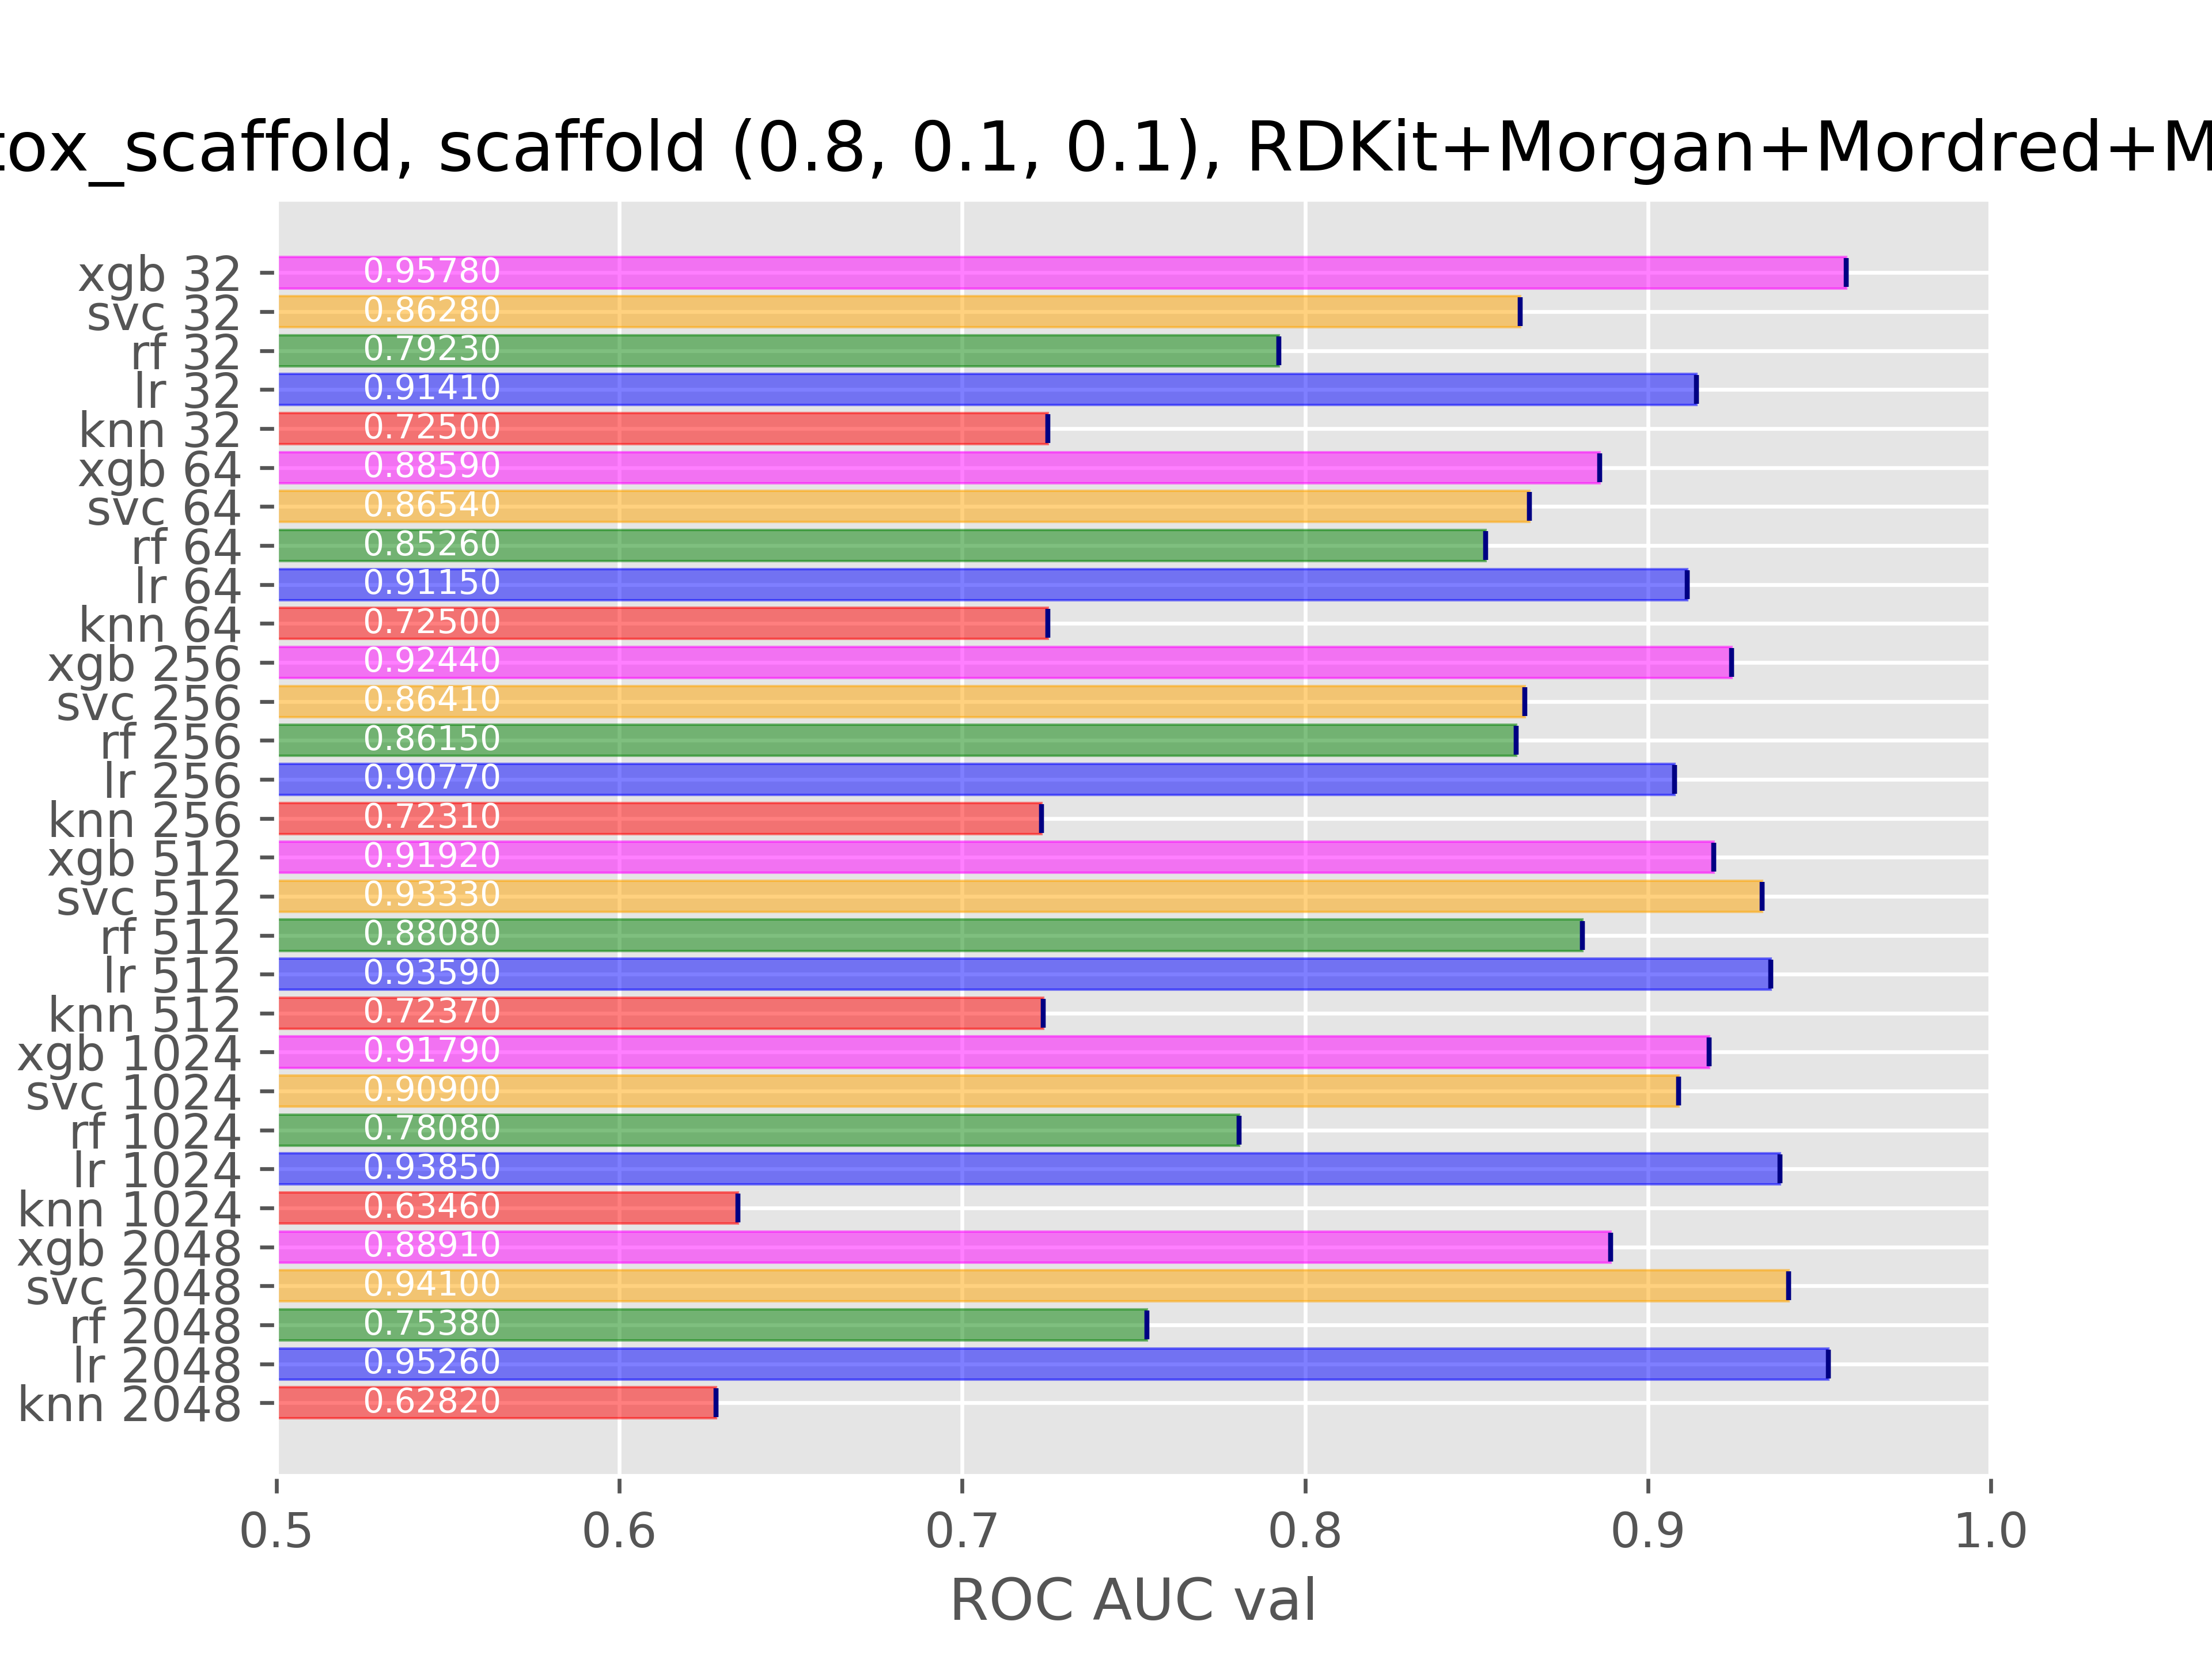 ox_scaffold, scaffold (0.8, 0.1, 0.1), RDKit+Morgan+Mordred+M
xgb 32 0.95780
svc 32 0.86280
rf 32 0.79230
lr 32 0.91410
knn 32 0.72500
xgb 64 0.88590
svc 64 0.86540
rf 64 0.85260
lr 64 0.91150
knn 64 0.72500
xgb 256 0.92440
svc 256 0.86410
rf 256 0.86150
lr 256 0.90770
knn 256 0.72310
xgb 512 0.91920
svc 512 0.93330
rf 512 0.88080
lr 512 0.93590
knn 512 0.72370
xgb 1024 0.91790
svc 1024 0.90900
rf 1024 0.78080
lr 1024 0.93850
knn 1024 0.63460
xgb 2048 0.88910
svc 2048 0.94100
rf 2048 0.75380
lr 2048 0.95260
knn 2048 0.62820
0.5 0.6 0.7 0.8 0.9 1.0
ROC AUC val